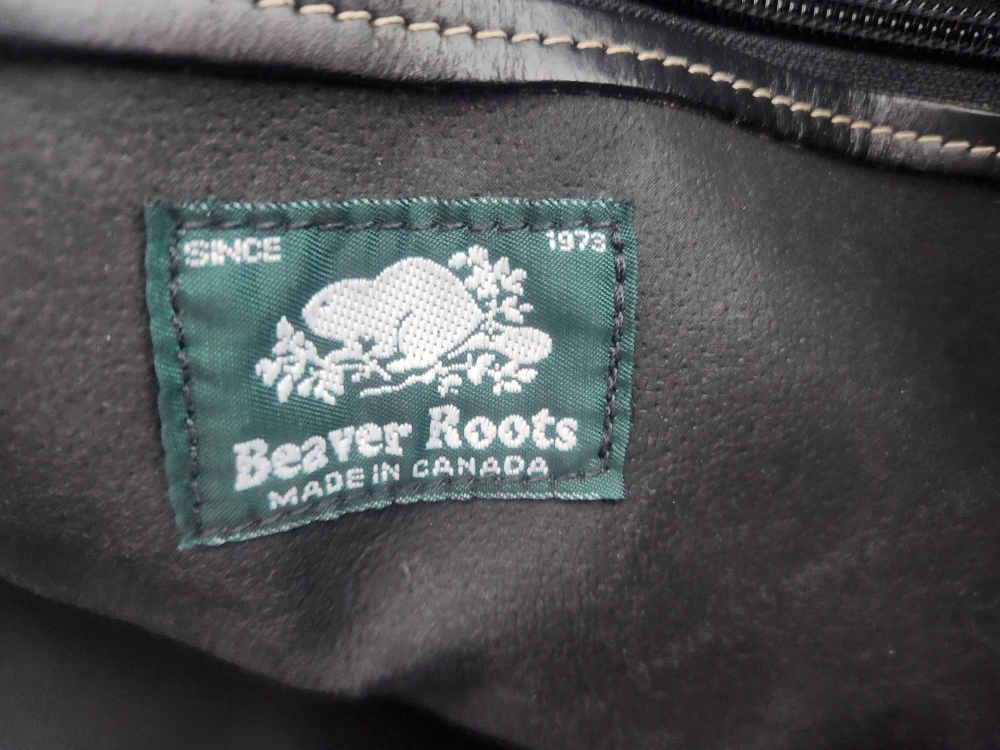 SINCE 1973
Beaver Roots
MADE IN CANADA